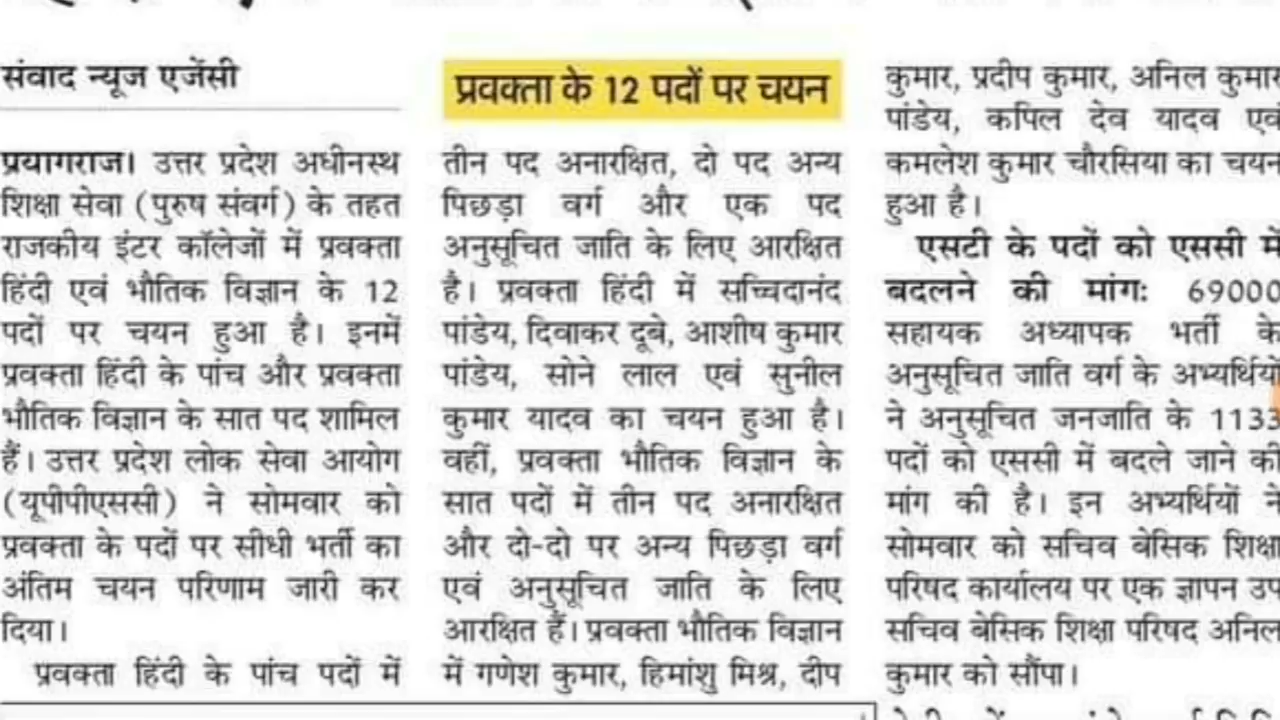 संवाद न्यूज एजेंसी
प्रयागराज। उत्तर प्रदेश अधीनस्थ
शिक्षा सेवा (पुरुष संवर्ग) के तहत
राजकीय इंटर कॉलेजों में प्रवक्ता
हिंदी एवं भौतिक विज्ञान के 12
पदों पर चयन हुआ है। इनमें
प्रवक्ता हिंदी के पांच और प्रवक्ता
भौतिक विज्ञान के सात पद शामिल
हैं। उत्तर प्रदेश लोक सेवा आयोग
(यूपीपीएससी) ने सोमवार को
प्रवक्ता के पदों पर सीधी भर्ती का
अंतिम चयन परिणाम जारी कर
दिया।
प्रवक्ता हिंदी के पांच पदों में
प्रवक्ता के 12 पदों पर चयन
तीन पद अनारक्षित, दो पद अन्य
पिछड़ा वर्ग और एक पद
अनुसूचित जाति के लिए आरक्षित
है। प्रवक्ता हिंदी में सच्चिदानंद
पांडेय, दिवाकर दूबे, आशीष कुमार
पांडेय, सोने लाल एवं सुनील
कुमार यादव का चयन हुआ है।
वहीं, प्रवक्ता भौतिक विज्ञान के
सात पदों में तीन पद अनारक्षित
और दो-दो पर अन्य पिछड़ा वर्ग
एवं अनुसूचित जाति के लिए
आरक्षित हैं। प्रवक्ता भौतिक विज्ञान
में गणेश कुमार, हिमांशु मिश्र, दीप
कुमार, प्रदीप कुमार, अनिल कुमार
पांडेय, कपिल देव यादव एवं
कमलेश कुमार चौरसिया का चयन
हुआ है।
एसटी के पदों को एससी में
बदलने की मांगः 69000
सहायक अध्यापक भर्ती के
अनुसूचित जाति वर्ग के अभ्यर्थियों
ने अनुसूचित जनजाति के 1133
पदों को एससी में बदले जाने की
मांग की है। इन अभ्यर्थियों ने
सोमवार को सचिव बेसिक शिक्षा
परिषद कार्यालय पर एक ज्ञापन उप
सचिव बेसिक शिक्षा परिषद अनिल
कुमार को सौंपा।